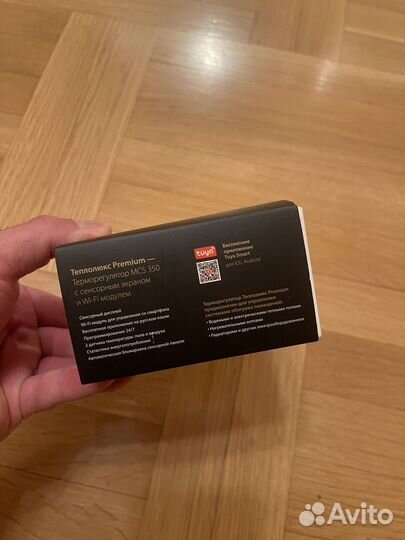 Теплолюкс Premium —
Терморегулятор MCS 350
с сенсорным экраном
и Wi-Fi модулем
Сенсорный дисплей
Wi-Fi модуль для управления со смартфона
Бесплатное приложение на русском языке
Программирование 24/7
2 датчика температуры: пола и воздуха
Статистика энергопотребления
Автоматическая блокировка сенсорной панели
tuya
Бесплатное
приложение
Tuya Smart
для iOS, Android
Терморегулятор Теплолюкс Premium
предназначен для управления
системами обогрева помещений:
• Водяными и электрическими теплыми полами
• Нагревательными котлами
• Радиаторами и другим электрооборудованием
Avito